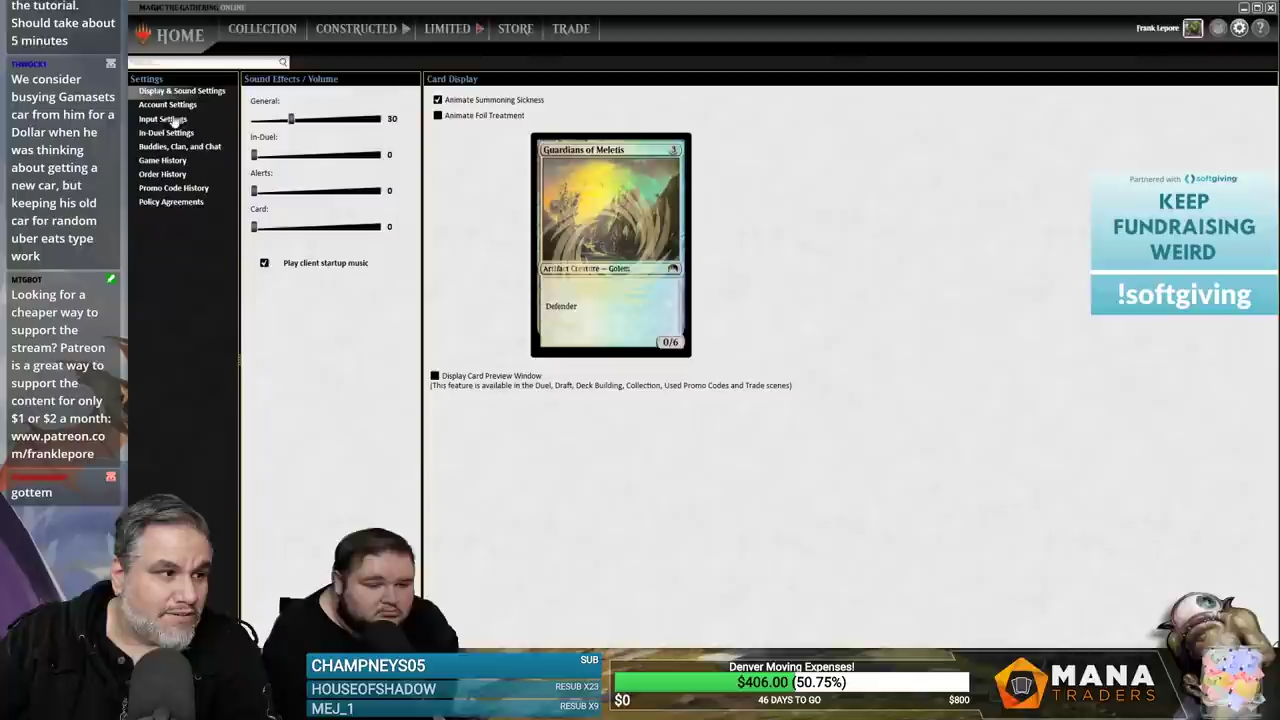 the tutorial.
Should take about
5 minutes
THWGCK1
We consider
busying Gamasets
car from him for a
Dollar when he
was thinking
about getting a
new car, but
keeping his old
car for random
uber eats type
work
MTGBOT
Looking for a
cheaper way to
support the
stream? Patreon
is a great way to
support the
content for only
$1 or $2 a month:
www.patreon.co
m/franklepore
gottem
MAGIC THE GATHERING ONLINE
HOME
COLLECTION
CONSTRUCTED
LIMITED
STORE
TRADE
Frank Lepore
?
Settings
Display & Sound Settings
Account Settings
Input Settings
In-Duel Settings
Buddies, Clan, and Chat
Game History
Order History
Promo Code History
Policy Agreements
Sound Effects / Volume
General:
30
In-Duel:
0
Alerts:
0
Card:
0
Play client startup music
Card Display
Animate Summoning Sickness
Animate Foil Treatment
Guardians of Meletis
3
Artifact Creature — Golem
Defender
0/6
Display Card Preview Window
(This feature is available in the Duel, Draft, Deck Building, Collection, Used Promo Codes and Trade scenes)
Partnered with softgiving
KEEP
FUNDRAISING
WEIRD
!softgiving
CHAMPNEYS05 SUB
HOUSEOFSHADOW RESUB X23
MEJ_1 RESUB X9
Denver Moving Expenses!
$406.00 (50.75%)
$0 46 DAYS TO GO $800
MANA
TRADERS